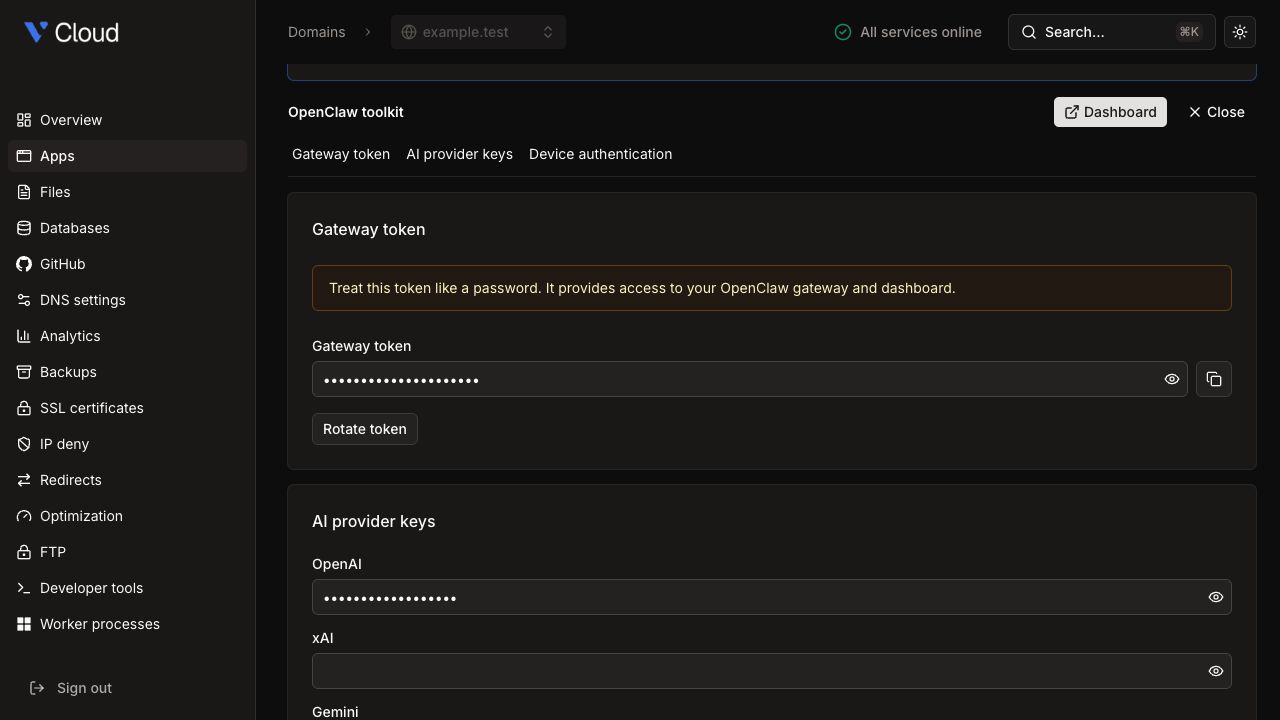 Cloud
Domains
example.test
All services online
Search...
⌘K
Overview
Apps
Files
Databases
GitHub
DNS settings
Analytics
Backups
SSL certificates
IP deny
Redirects
Optimization
FTP
Developer tools
Worker processes
Sign out
OpenClaw toolkit
Dashboard
Close
Gateway token
AI provider keys
Device authentication
Gateway token
Treat this token like a password. It provides access to your OpenClaw gateway and dashboard.
Gateway token
•••••••••••••••••••••
Rotate token
AI provider keys
OpenAI
••••••••••••••••••
xAI
Gemini